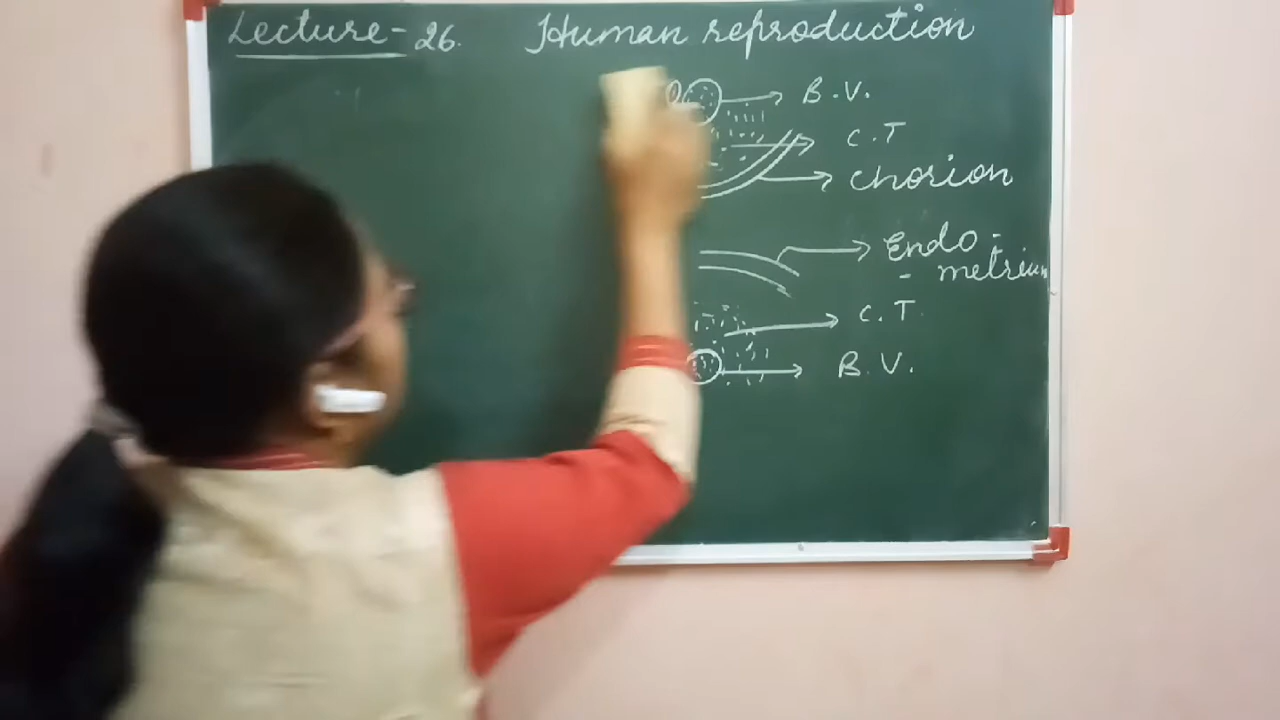 Lecture - 26. Human reproduction
B.V.
C.T
chorion
Endo -
- metrium
C.T.
B.V.